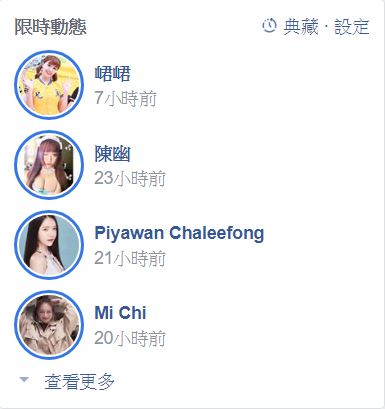 限時動態
典藏 · 設定
峮峮
7小時前
陳幽
23小時前
Piyawan Chaleefong
21小時前
Mi Chi
20小時前
查看更多